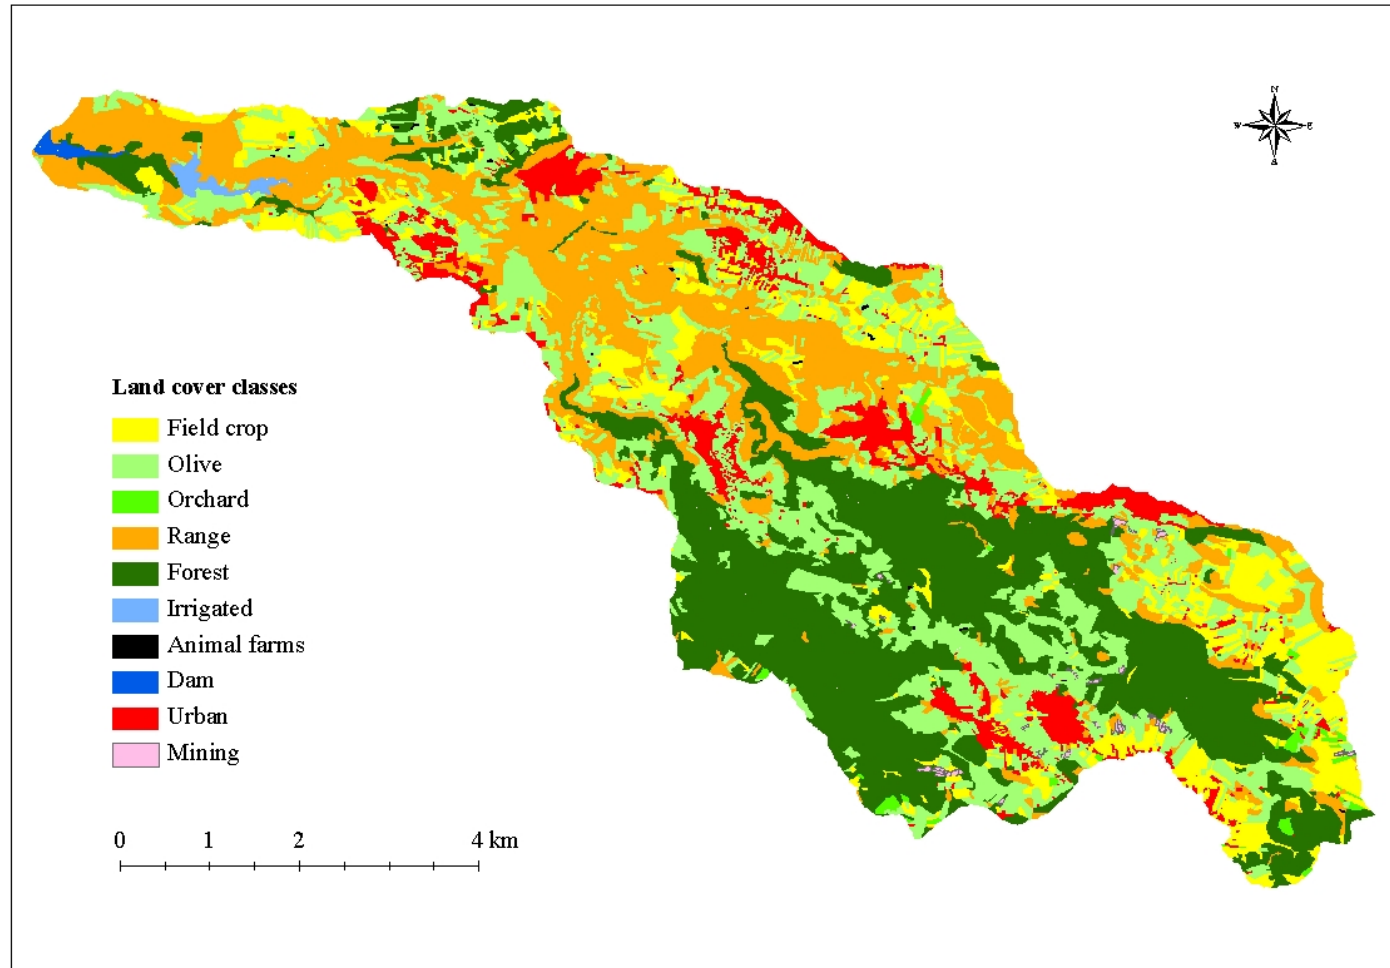 N
W
E
Land cover classes
Field crop
Olive
Orchard
Range
Forest
Irrigated
Animal farms
Dam
Urban
Mining
0 1 2 4 km